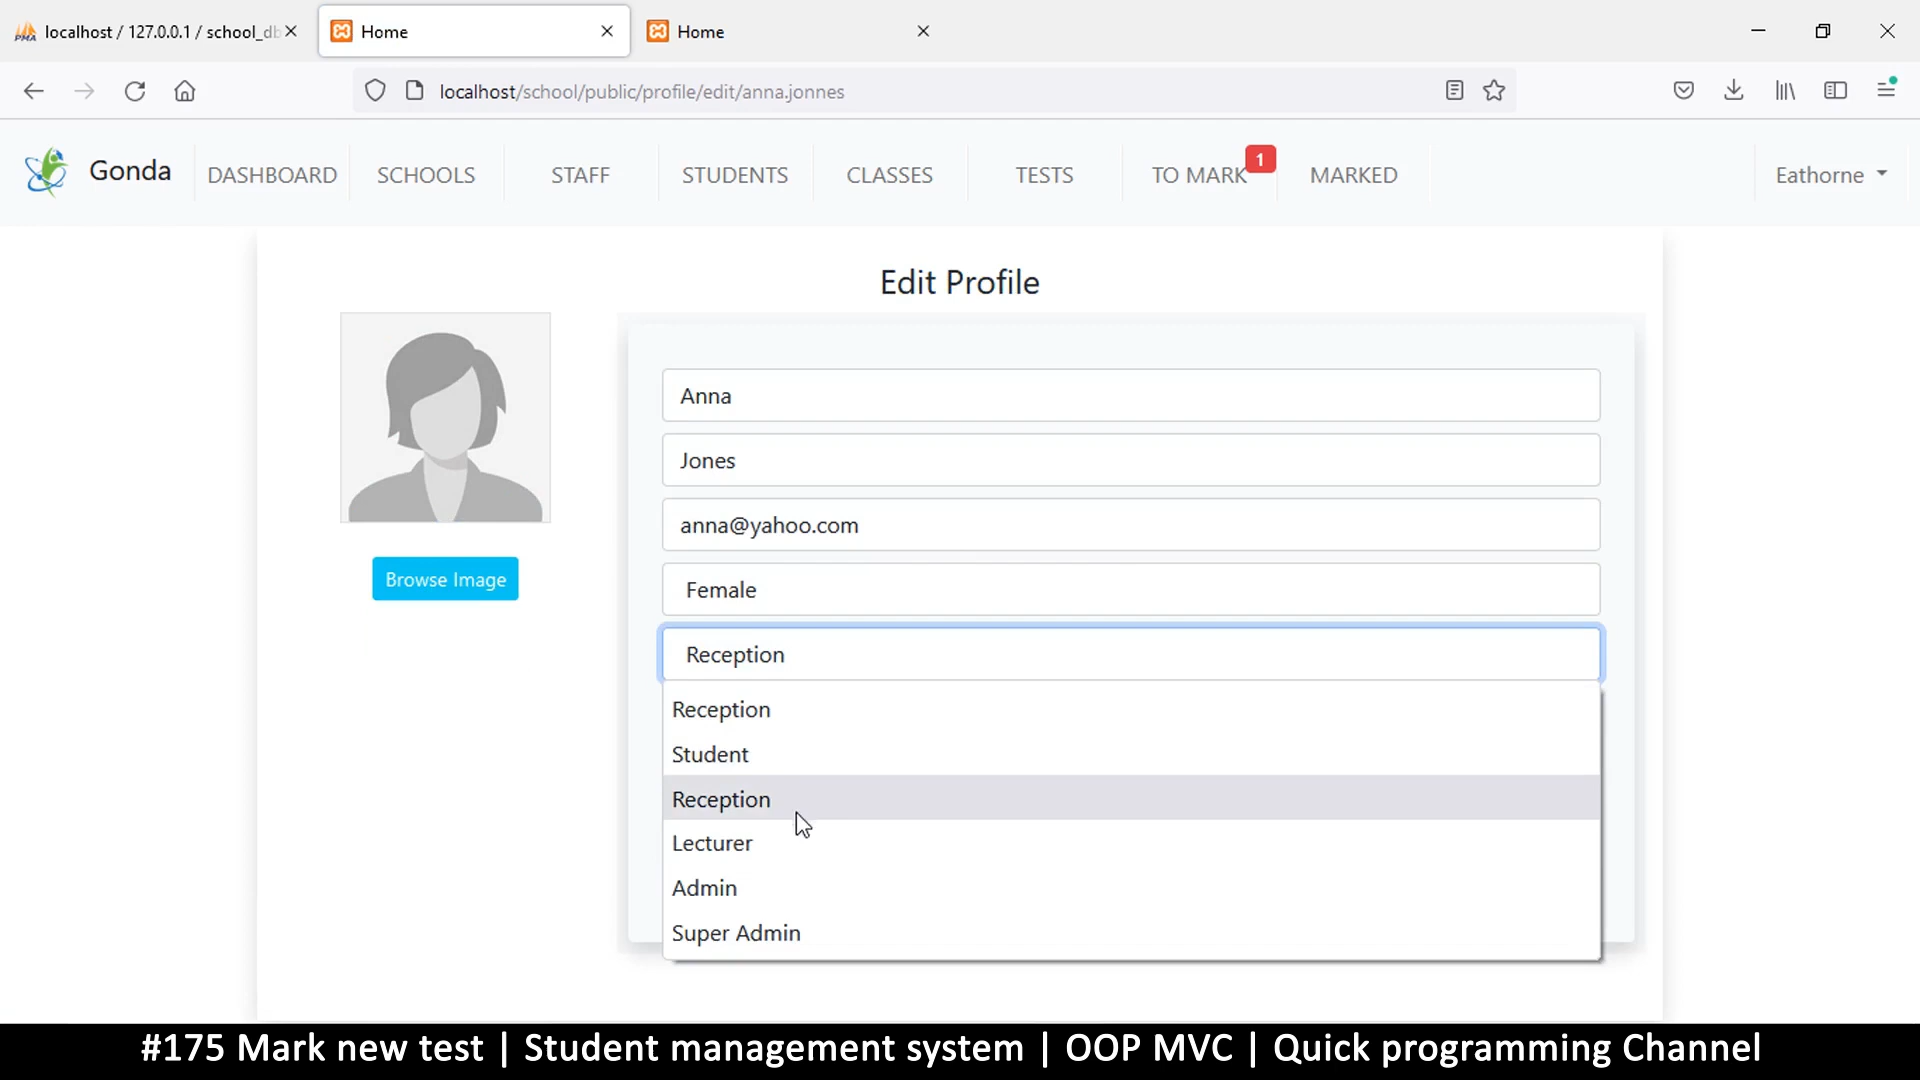 localhost / 127.0.0.1 / school_db
Home
Home
localhost/school/public/profile/edit/anna.jonnes
Gonda
DASHBOARD
SCHOOLS
STAFF
STUDENTS
CLASSES
TESTS
TO MARK
1
MARKED
Eathorne
Edit Profile
Anna
Jones
anna@yahoo.com
Browse Image
Female
Reception
Reception
Student
Reception
Lecturer
Admin
Super Admin
#175 Mark new test | Student management system | OOP MVC | Quick programming Channel